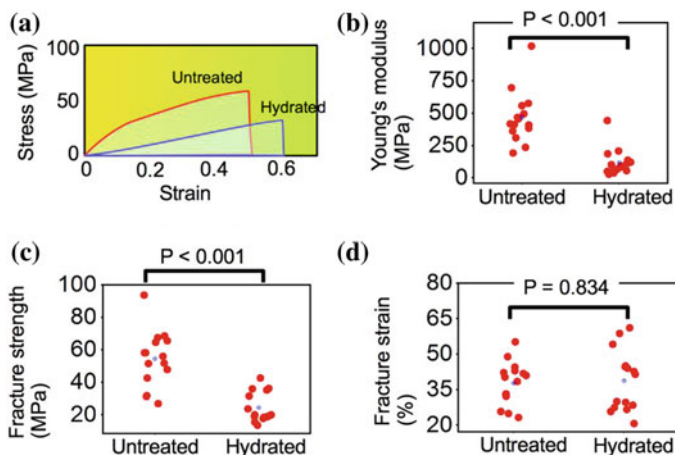 (a)
100
Stress (MPa)
50
0
Untreated
Hydrated
0 0.2 0.4 0.6
Strain
(b)
P < 0.001
Young's modulus
(MPa)
1000
750
500
250
0
Untreated Hydrated
(c)
P < 0.001
Fracture strength
(MPa)
100
80
60
40
20
Untreated Hydrated
(d)
P = 0.834
Fracture strain
(%)
80
65
50
35
20
Untreated Hydrated